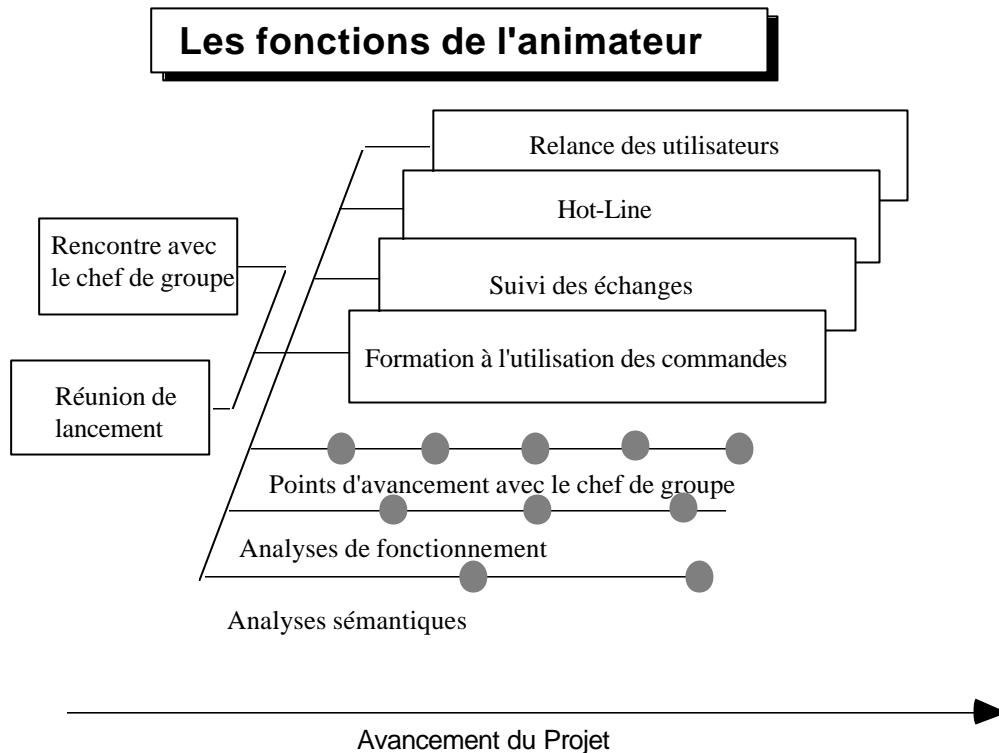 Les fonctions de l'animateur
Relance des utilisateurs
Hot-Line
Rencontre avec
le chef de groupe
Suivi des échanges
Formation à l'utilisation des commandes
Réunion de
lancement
Points d'avancement avec le chef de groupe
Analyses de fonctionnement
Analyses sémantiques
Avancement du Projet